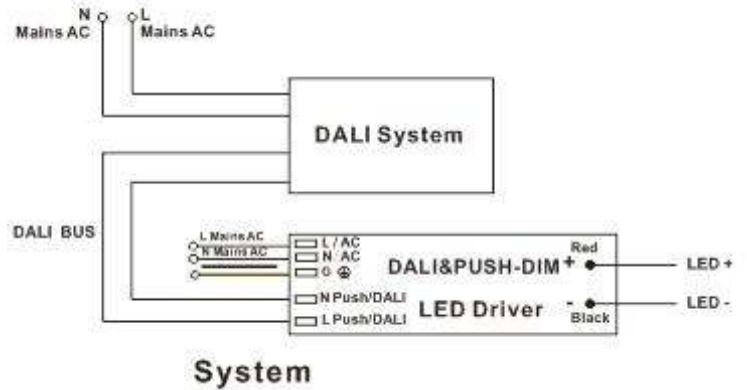 N
L
Mains AC
Mains AC
DALI System
DALI BUS
L Mains AC
N Mains AC
L / AC
N AC
G
N Push/DALI
L Push/DALI
DALI&PUSH-DIM
LED Driver
Red
+
-
Black
LED +
LED -
System